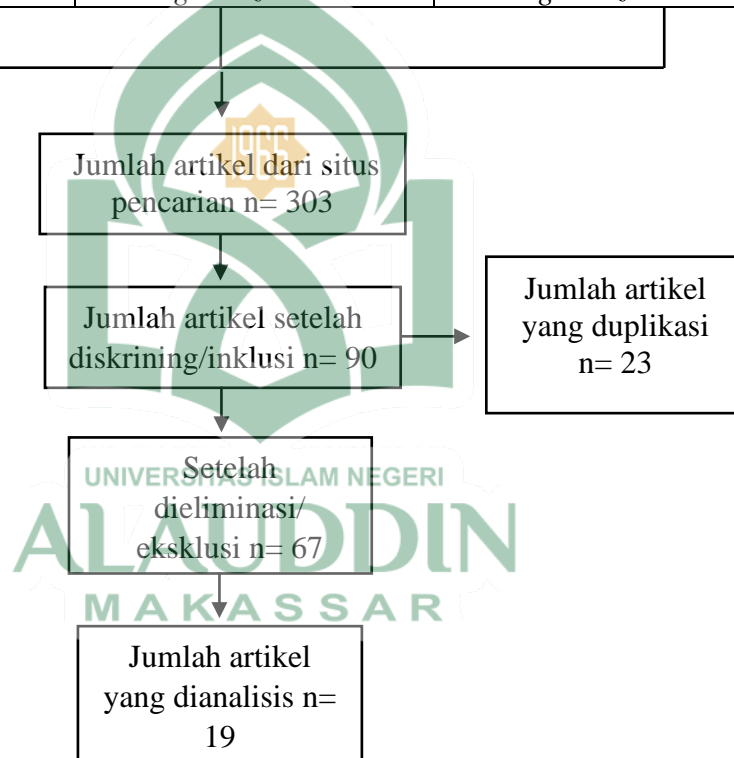 1965
Jumlah artikel dari situs
pencarian n= 303
Jumlah artikel setelah
diskrining/inklusi n= 90
Jumlah artikel
yang duplikasi
n= 23
Setelah
dieliminasi/
eksklusi n= 67
UNIVERSITAS ISLAM NEGERI
ALAUDDIN
MAKASSAR
Jumlah artikel
yang dianalisis n=
19